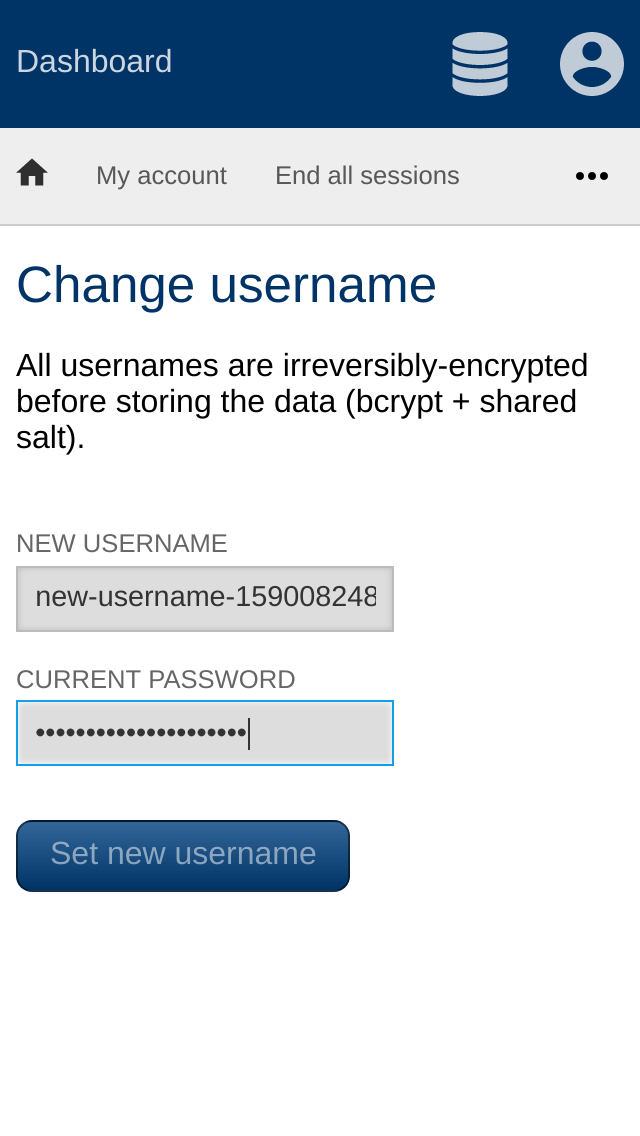 Dashboard
My account End all sessions
Change username
All usernames are irreversibly-encrypted
before storing the data (bcrypt + shared
salt).
NEW USERNAME
new-username-159008248
CURRENT PASSWORD
•••••••••••••••••••••
Set new username